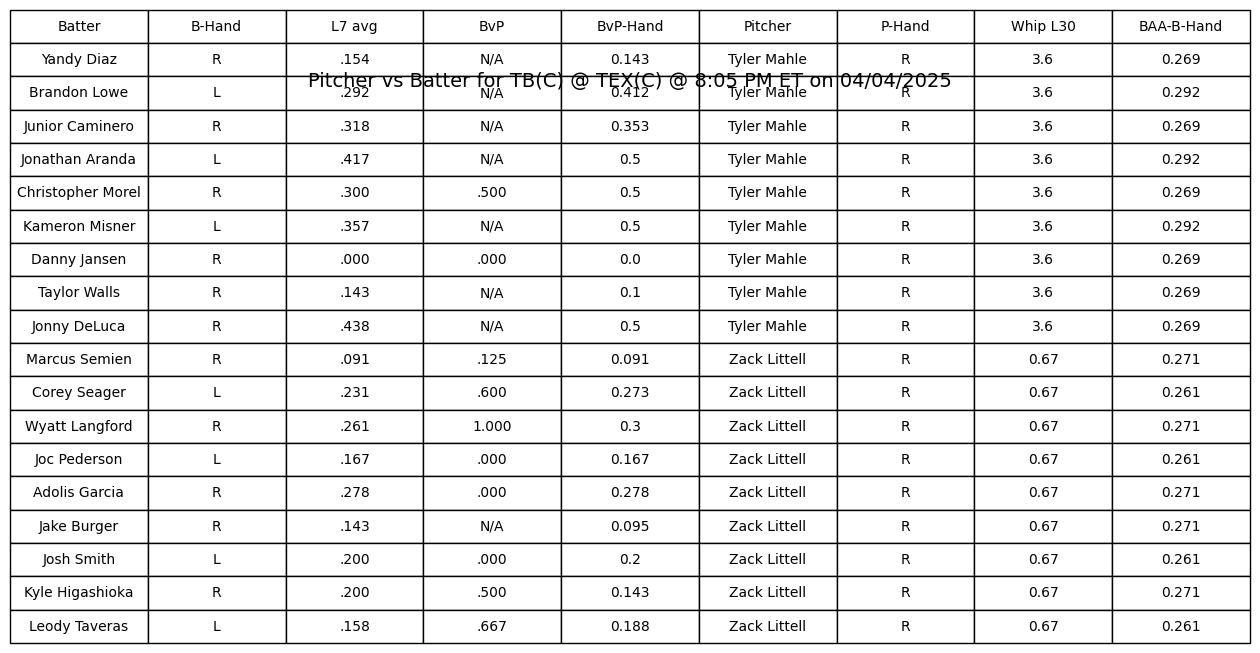 Batter B-Hand L7 avg BvP BvP-Hand Pitcher P-Hand Whip L30 BAA-B-Hand
Yandy Diaz R .154 N/A 0.143 Tyler Mahle R 3.6 0.269
Pitcher vs Batter for TB(C) @ TEX(C) @ 8:05 PM ET on 04/04/2025
Brandon Lowe L .292 N/A 0.412 Tyler Mahle R 3.6 0.292
Junior Caminero R .318 N/A 0.353 Tyler Mahle R 3.6 0.269
Jonathan Aranda L .417 N/A 0.5 Tyler Mahle R 3.6 0.292
Christopher Morel R .300 .500 0.5 Tyler Mahle R 3.6 0.269
Kameron Misner L .357 N/A 0.5 Tyler Mahle R 3.6 0.292
Danny Jansen R .000 .000 0.0 Tyler Mahle R 3.6 0.269
Taylor Walls R .143 N/A 0.1 Tyler Mahle R 3.6 0.269
Jonny DeLuca R .438 N/A 0.5 Tyler Mahle R 3.6 0.269
Marcus Semien R .091 .125 0.091 Zack Littell R 0.67 0.271
Corey Seager L .231 .600 0.273 Zack Littell R 0.67 0.261
Wyatt Langford R .261 1.000 0.3 Zack Littell R 0.67 0.271
Joc Pederson L .167 .000 0.167 Zack Littell R 0.67 0.261
Adolis Garcia R .278 .000 0.278 Zack Littell R 0.67 0.271
Jake Burger R .143 N/A 0.095 Zack Littell R 0.67 0.271
Josh Smith L .200 .000 0.2 Zack Littell R 0.67 0.261
Kyle Higashioka R .200 .500 0.143 Zack Littell R 0.67 0.271
Leody Taveras L .158 .667 0.188 Zack Littell R 0.67 0.261